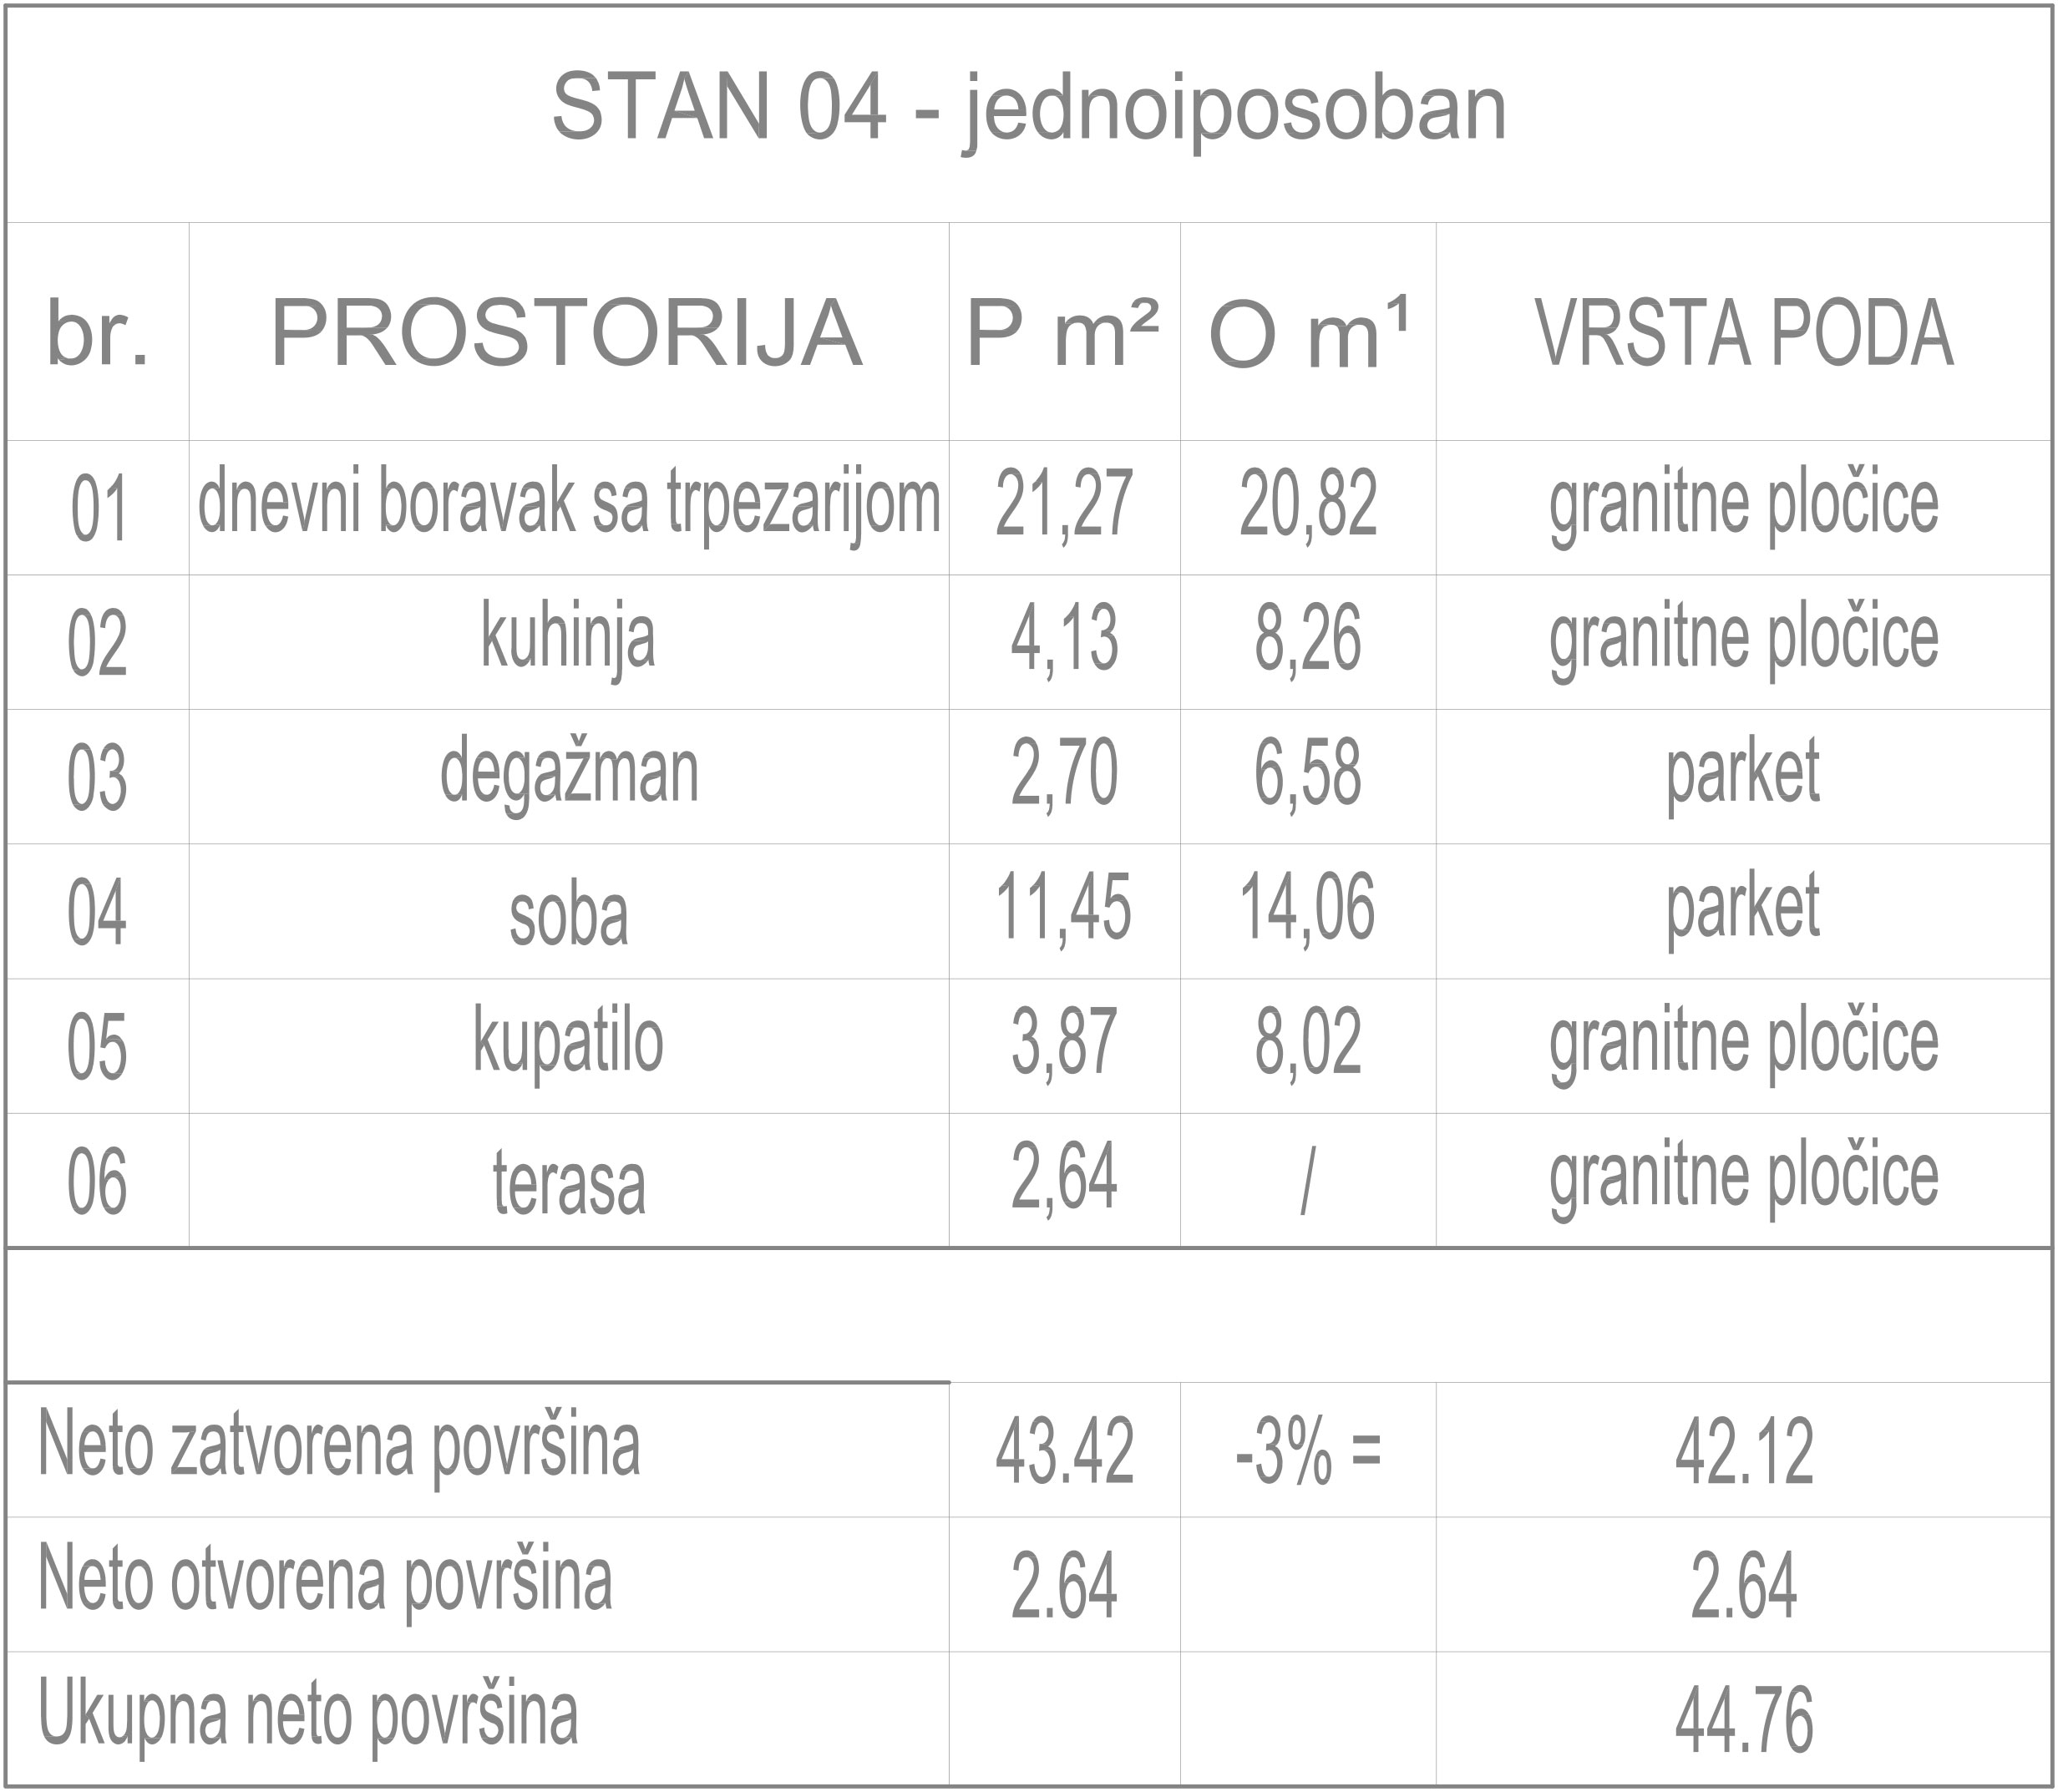 STAN 04 - jednoiposoban
br. PROSTORIJA P m² O m¹ VRSTA PODA
01 dnevni boravak sa trpezarijom 21,27 20,82 granitne pločice
02 kuhinja 4,13 8,26 granitne pločice
03 degažman 2,70 6,58 parket
04 soba 11,45 14,06 parket
05 kupatilo 3,87 8,02 granitne pločice
06 terasa 2,64 / granitne pločice
Neto zatvorena površina 43.42 -3% = 42.12
Neto otvorena površina 2.64 2.64
Ukupna neto površina 44.76